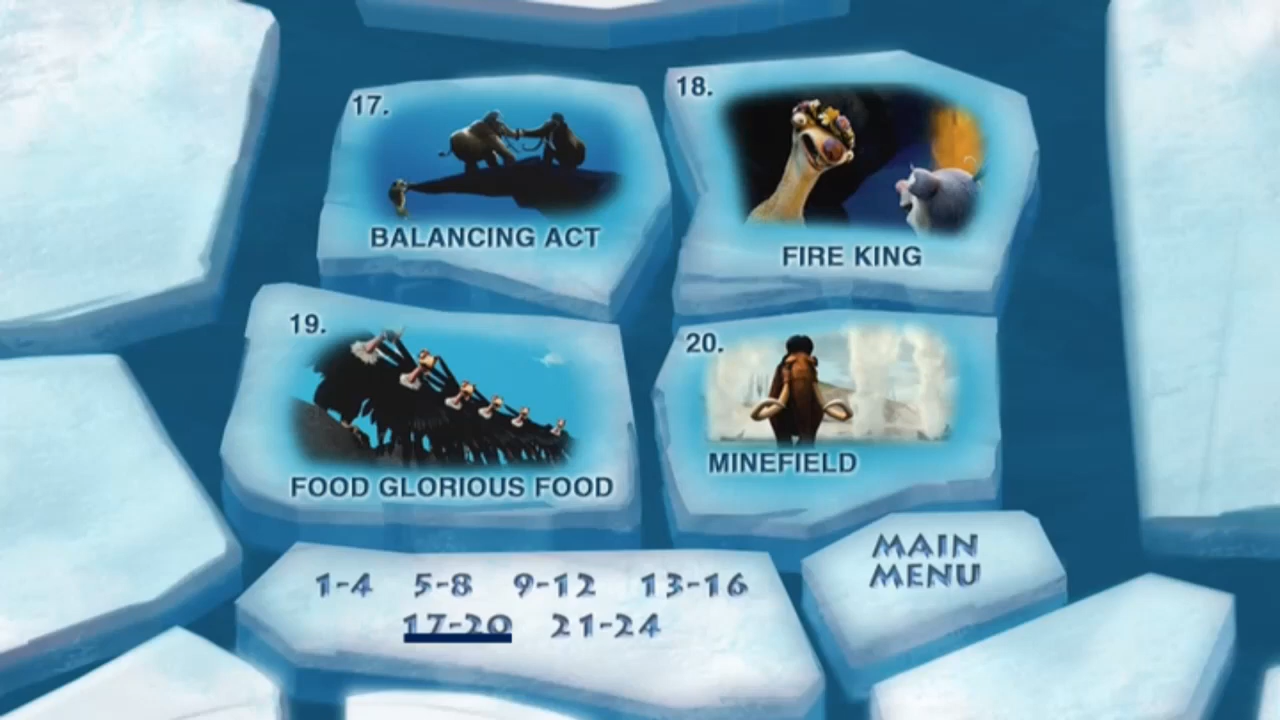 17.
BALANCING ACT
18.
FIRE KING
19.
FOOD GLORIOUS FOOD
20.
MINEFIELD
1-4 5-8 9-12 13-16
17-20 21-24
MAIN
MENU